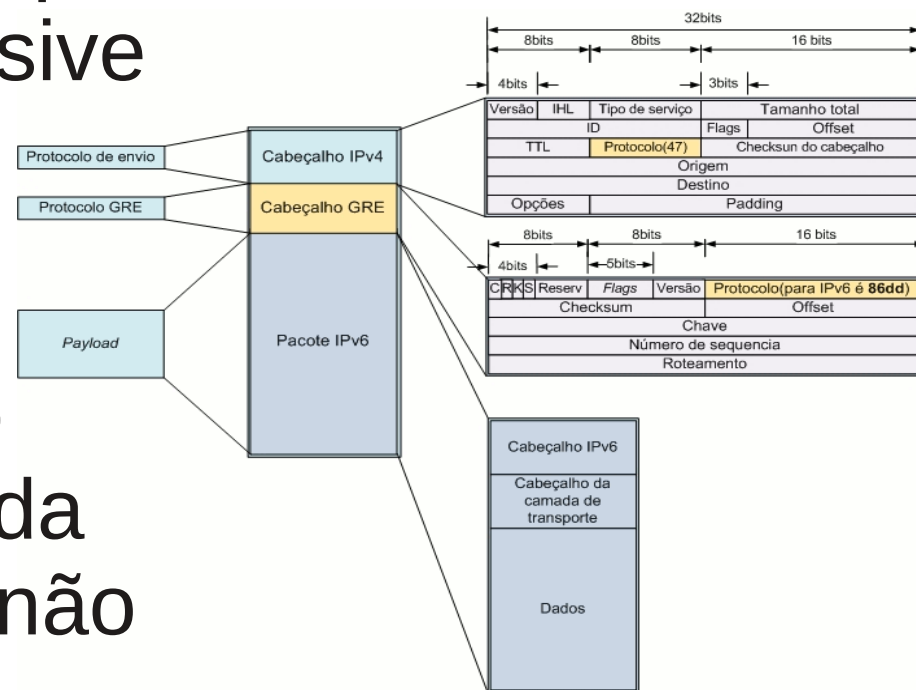 sive
da
não
Protocolo de envio
Protocolo GRE
Payload
Cabeçalho IPv4
Cabeçalho GRE
Pacote IPv6
32bits
8bits 8bits 16 bits
4bits 3bits
Versão IHL Tipo de serviço Tamanho total
ID Flags Offset
TTL Protocolo(47) Checksun do cabeçalho
Origem
Destino
Opções Padding
8bits 8bits 16 bits
4bits 5bits
C R K S Reserv Flags Versão Protocolo(para IPv6 é 86dd)
Checksum Offset
Chave
Número de sequencia
Roteamento
Cabeçalho IPv6
Cabeçalho da
camada de
transporte
Dados